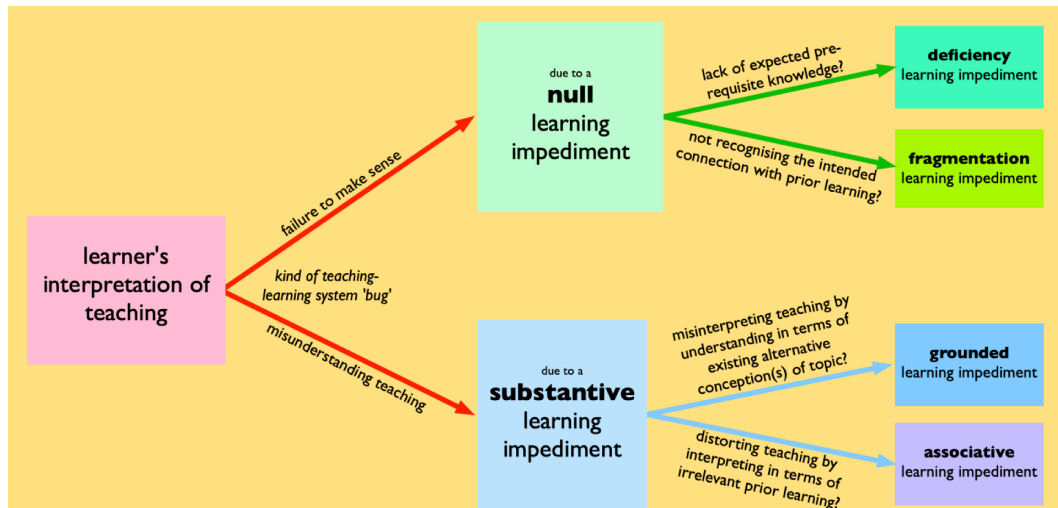 learner's
interpretation of
teaching
failure to make sense
kind of teaching-
learning system 'bug'
misunderstanding teaching
due to a
null
learning
impediment
lack of expected pre-
requisite knowledge?
not recognising the intended
connection with prior learning?
deficiency
learning impediment
fragmentation
learning impediment
due to a
substantive
learning
impediment
misinterpreting teaching by
understanding in terms of
existing alternative
conception(s) of topic?
distorting teaching by
interpreting in terms of
irrelevant prior learning?
grounded
learning impediment
associative
learning impediment